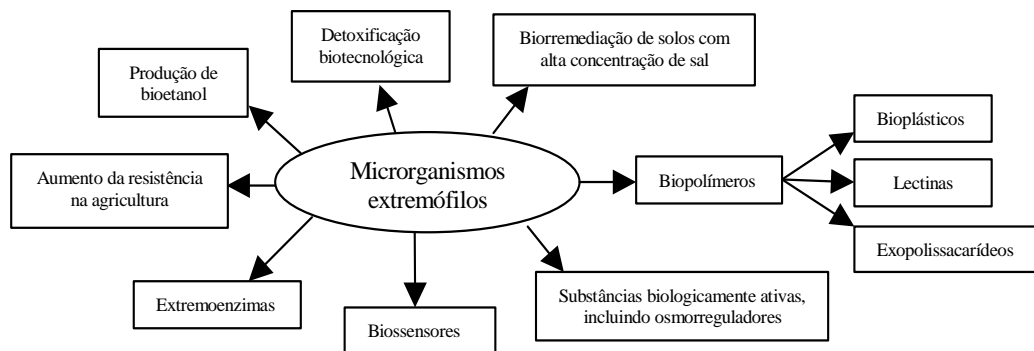 Detoxificação
biotecnológica
Biorremediação de solos com
alta concentração de sal
Produção de
bioetanol
Bioplásticos
Microrganismos
extremófilos
Aumento da resistência
na agricultura
Biopolímeros
Lectinas
Exopolissacarídeos
Extremoenzimas
Biossensores
Substâncias biologicamente ativas,
incluindo osmorreguladores